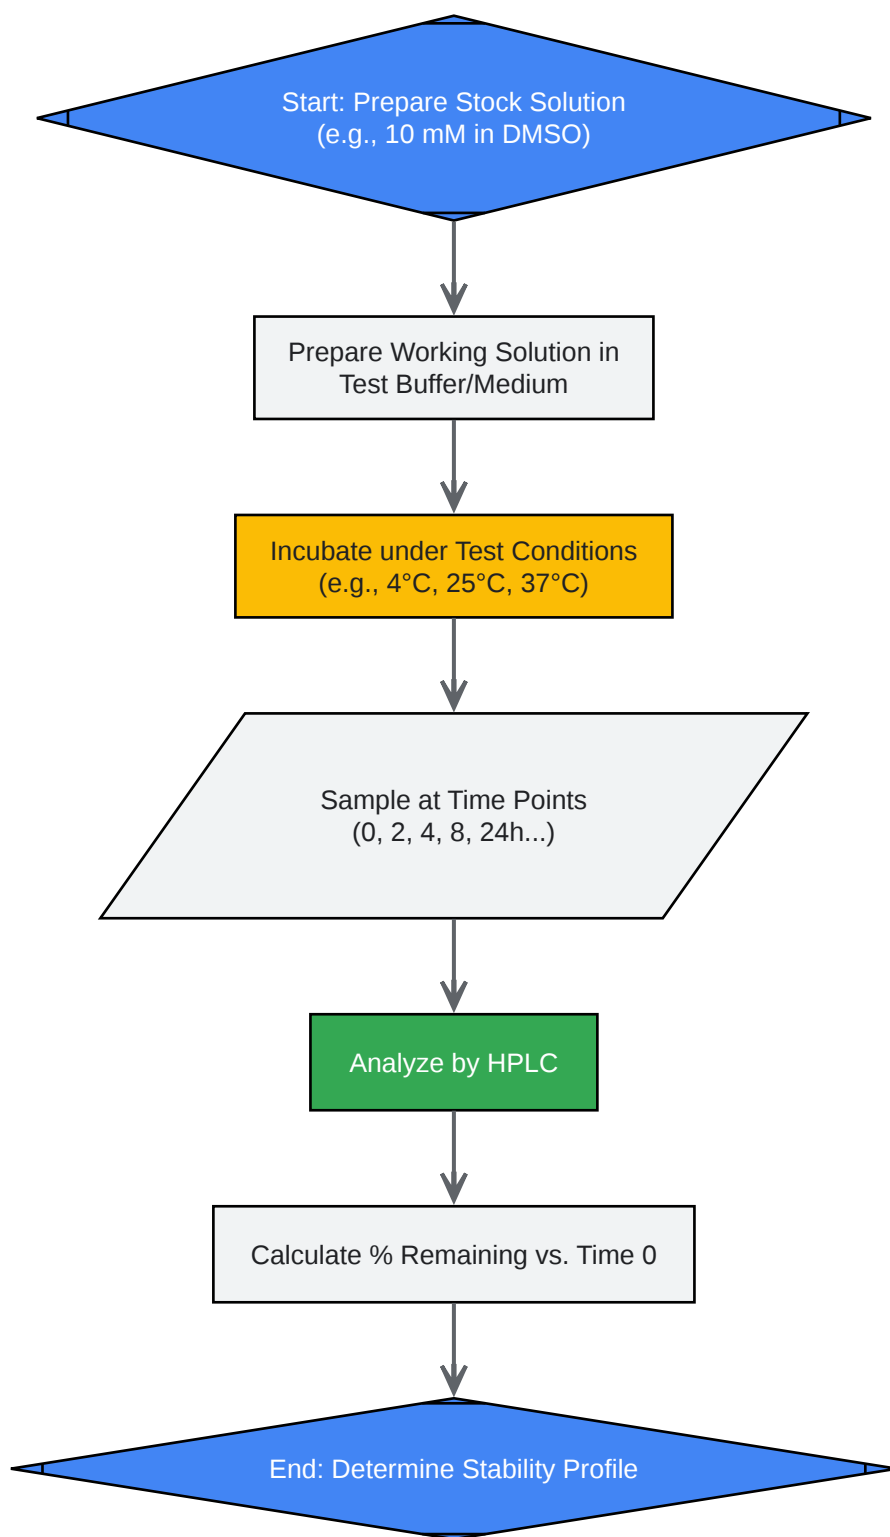 Start: Prepare Stock Solution
(e.g., 10 mM in DMSO)
Prepare Working Solution in
Test Buffer/Medium
Incubate under Test Conditions
(e.g., 4°C, 25°C, 37°C)
Sample at Time Points
(0, 2, 4, 8, 24h...)
Analyze by HPLC
Calculate % Remaining vs. Time 0
End: Determine Stability Profile